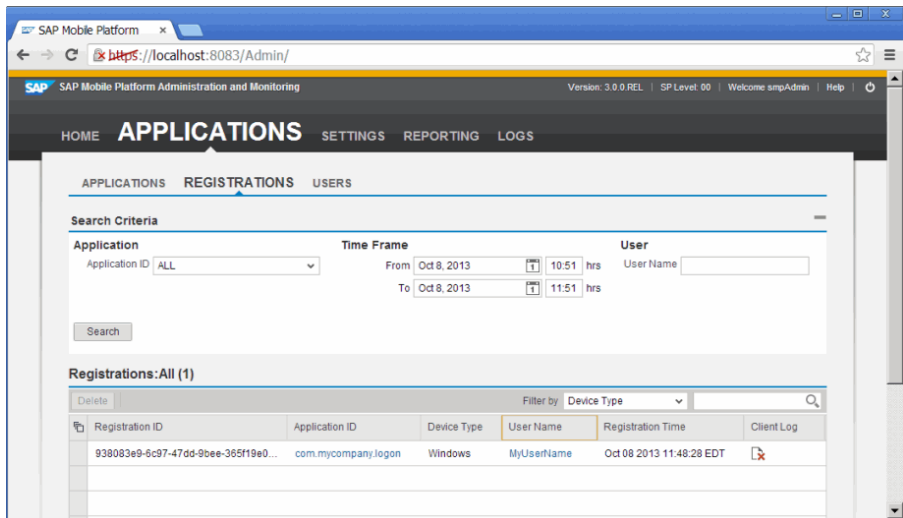 SAP Mobile Platform
https://localhost:8083/Admin/
SAP SAP Mobile Platform Administration and Monitoring Version: 3.0.0.REL | SP Level: 00 | Welcome smpAdmin | Help |
HOME APPLICATIONS SETTINGS REPORTING LOGS
APPLICATIONS REGISTRATIONS USERS
Search Criteria
Application Time Frame User
Application ID ALL From Oct 8, 2013 1 10:51 hrs User Name
To Oct 8, 2013 1 11:51 hrs
Search
Registrations:All (1)
Delete Filter by Device Type
Registration ID Application ID Device Type User Name Registration Time Client Log
938083e9-6c97-47dd-9bee-365f19e0... com.mycompany.logon Windows MyUserName Oct 08 2013 11:48:28 EDT